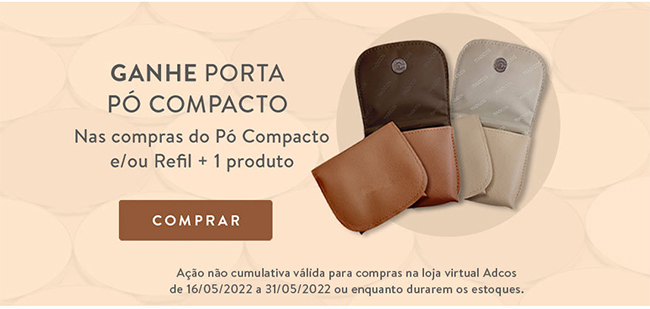 GANHE PORTA
PÓ COMPACTO
Nas compras do Pó Compacto
e/ou Refil + 1 produto
COMPRAR
Ação não cumulativa válida para compras na loja virtual Adcos
de 16/05/2022 a 31/05/2022 ou enquanto durarem os estoques.